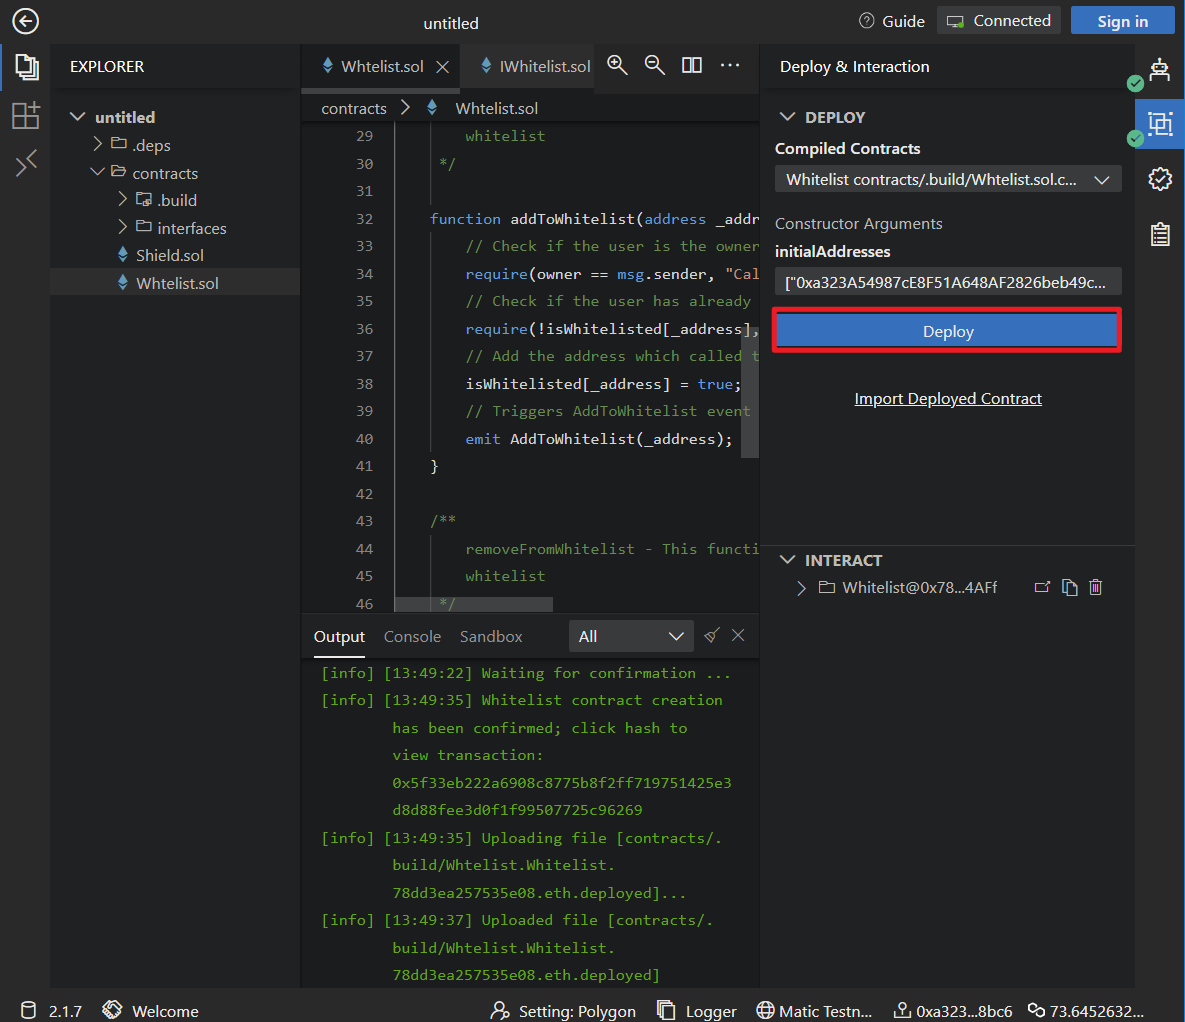 untitled
Guide
Connected
Sign in
EXPLORER
untitled
.deps
contracts
.build
interfaces
Shield.sol
Whtelist.sol
Whtelist.sol
IWhitelist.sol
contracts
Whtelist.sol
29 whitelist
30 */
31
32 function addToWhitelist(address _addr
33 // Check if the user is the owner
34 require(owner == msg.sender, "Cal
35 // Check if the user has already
36 require(!isWhitelisted[_address],
37 // Add the address which called t
38 isWhitelisted[_address] = true;
39 // Triggers AddToWhitelist event
40 emit AddToWhitelist(_address);
41 }
42
43 /**
44 removeFromWhitelist - This functi
45 whitelist
46 */
Output Console Sandbox All
[info] [13:49:22] Waiting for confirmation ...
[info] [13:49:35] Whitelist contract creation
has been confirmed; click hash to
view transaction:
0x5f33eb222a6908c8775b8f2ff719751425e3
d8d88fee3d0f1f99507725c96269
[info] [13:49:35] Uploading file [contracts/.
build/Whtelist.Whitelist.
78dd3ea257535e08.eth.deployed]...
[info] [13:49:37] Uploaded file [contracts/.
build/Whtelist.Whitelist.
78dd3ea257535e08.eth.deployed]
Deploy & Interaction
DEPLOY
Compiled Contracts
Whitelist contracts/.build/Whtelist.sol.c...
Constructor Arguments
initialAddresses
["0xa323A54987cE8F51A648AF2826beb49c...
Deploy
Import Deployed Contract
INTERACT
Whitelist@0x78...4AFf
2.1.7
Welcome
Setting: Polygon
Logger
Matic Testn...
0xa323...8bc6
73.6452632...